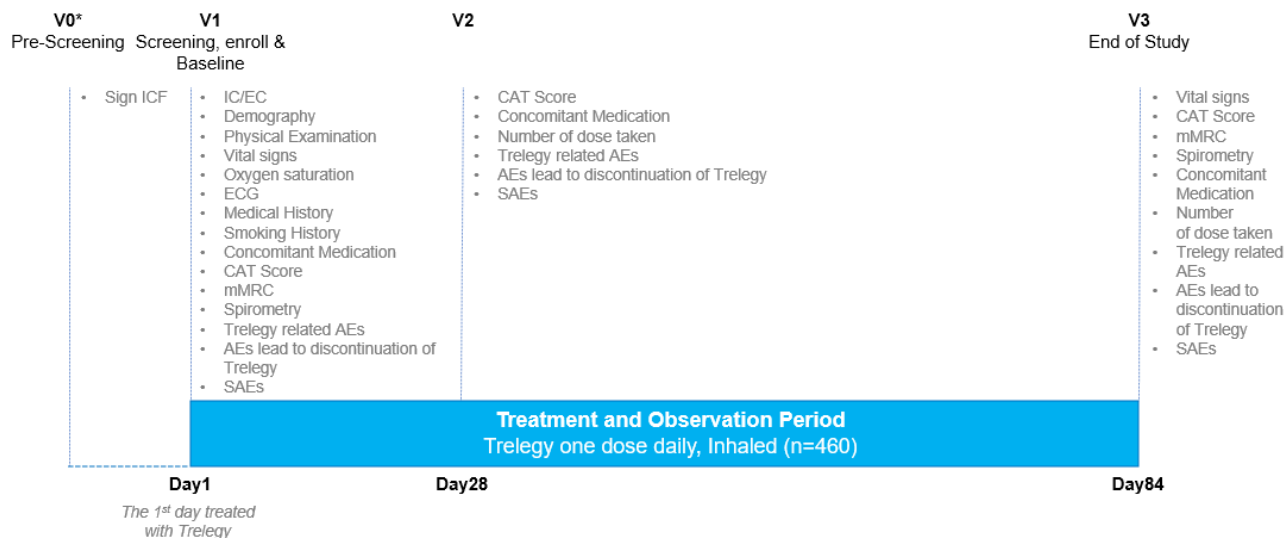 V0*
Pre-Screening
V1
Screening, enroll &
Baseline
V2
V3
End of Study
• Sign ICF
• IC/EC
• Demography
• Physical Examination
• Vital signs
• Oxygen saturation
• ECG
• Medical History
• Smoking History
• Concomitant Medication
• CAT Score
• mMRC
• Spirometry
• Trelegy related AEs
• AEs lead to discontinuation of
Trelegy
• SAEs
• CAT Score
• Concomitant Medication
• Number of dose taken
• Trelegy related AEs
• AEs lead to discontinuation of Trelegy
• SAEs
• Vital signs
• CAT Score
• mMRC
• Spirometry
• Concomitant
Medication
• Number
of dose taken
• Trelegy related
AEs
• AEs lead to
discontinuation
of Trelegy
• SAEs
Treatment and Observation Period
Trelegy one dose daily, Inhaled (n=460)
Day1
Day28
Day84
The 1st day treated
with Trelegy